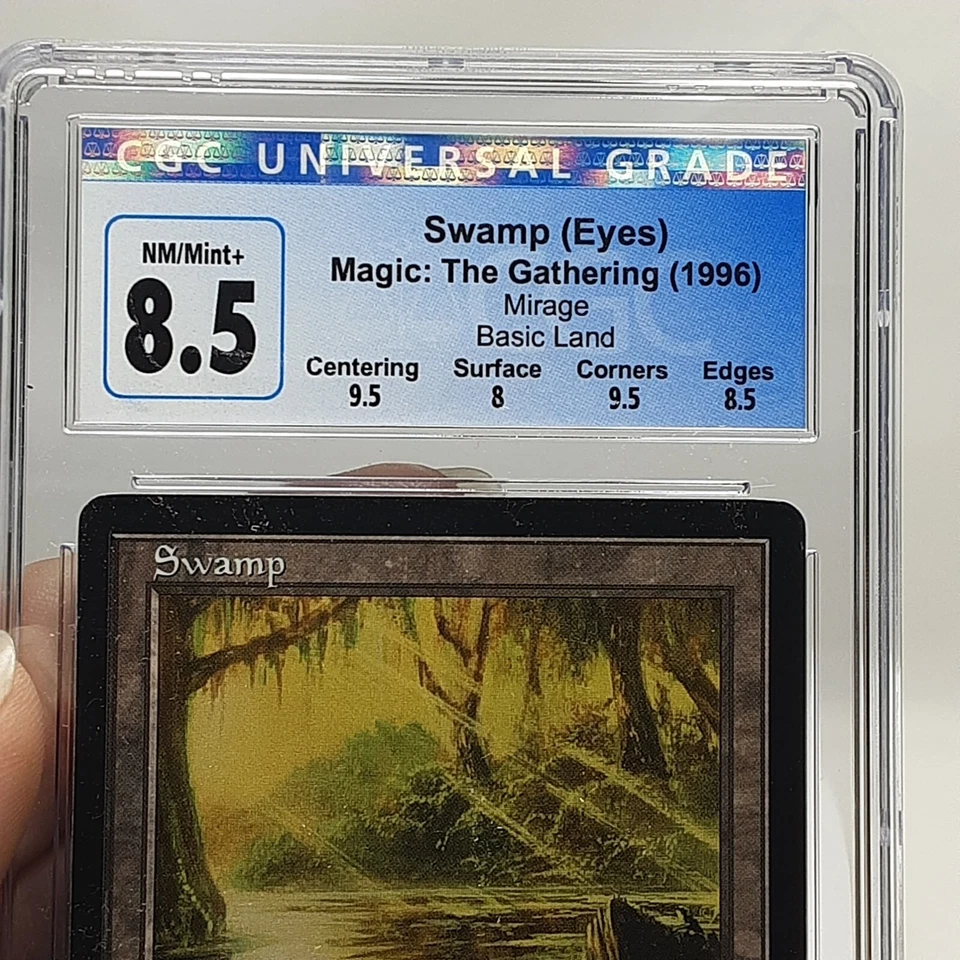 CGC UNIVERSAL GRADE
NM/Mint+
8.5
Swamp (Eyes)
Magic: The Gathering (1996)
Mirage
Basic Land
Centering Surface Corners Edges
9.5 8 9.5 8.5
Swamp